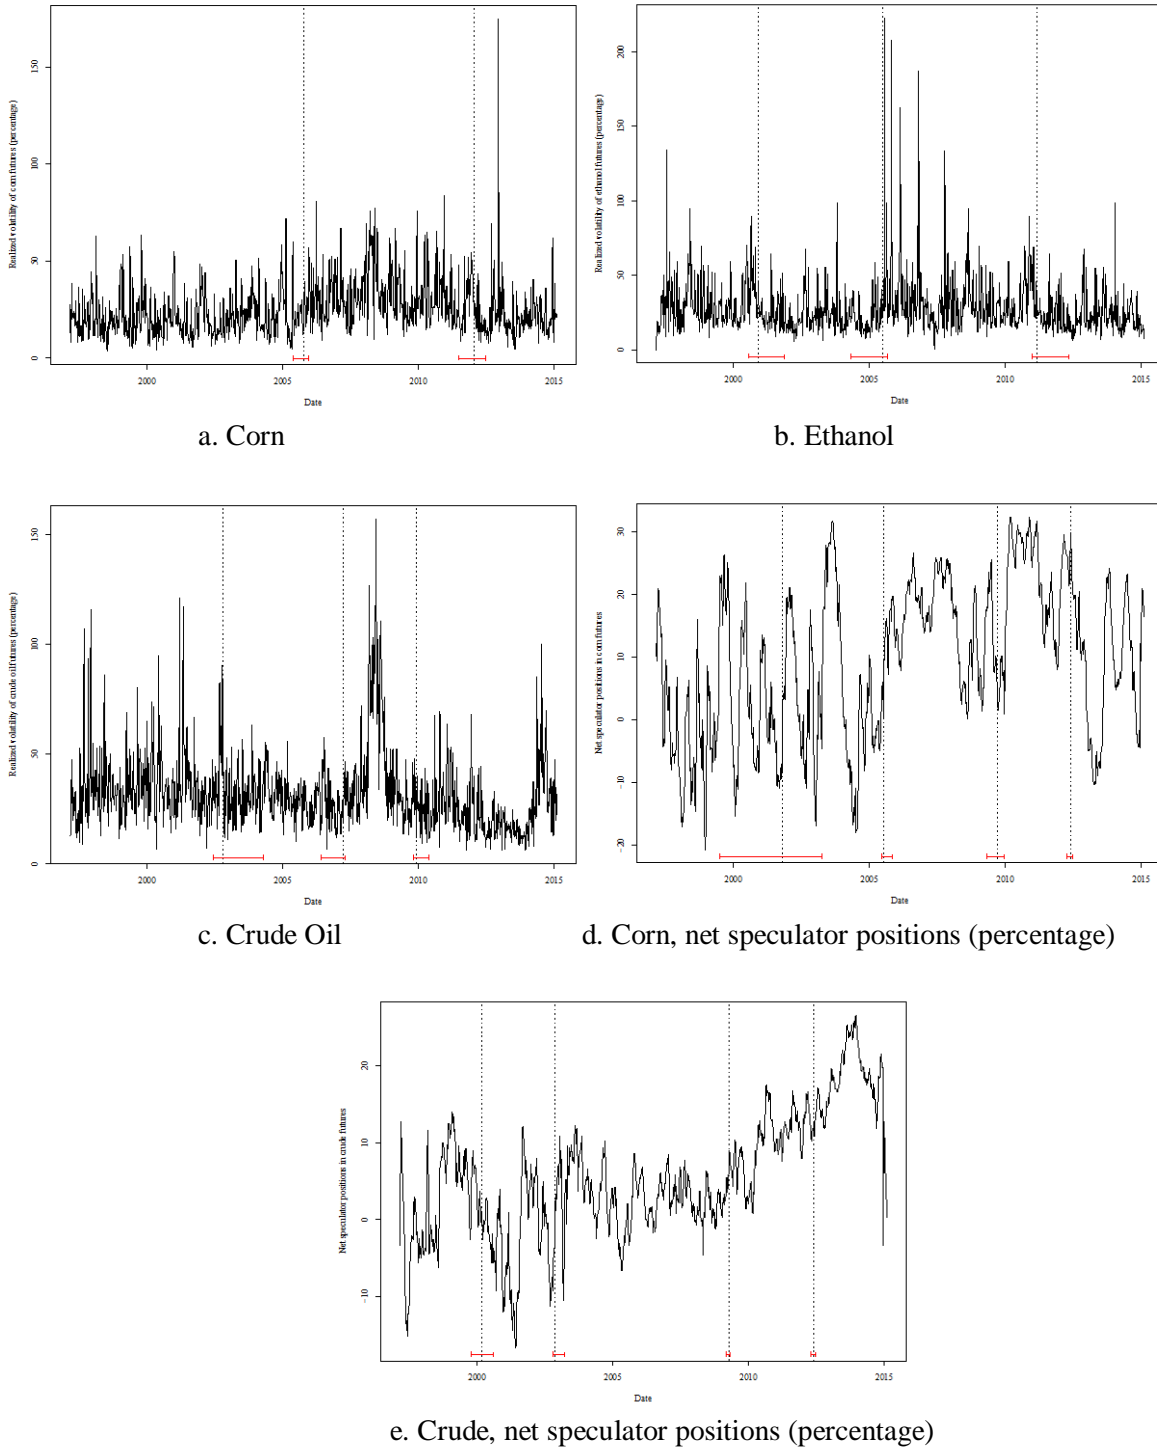 Realized volatility of corn futures (percentage)
150
100
50
0
2000 2005 2010 2015
Date
a. Corn
Realized volatility of ethanol futures (percentage)
200
150
100
50
0
2000 2005 2010 2015
Date
b. Ethanol
Realized volatility of crude oil futures (percentage)
150
100
50
0
2000 2005 2010 2015
Date
c. Crude Oil
Net speculator positions in corn futures
30
20
10
0
-10
-20
2000 2005 2010 2015
Date
d. Corn, net speculator positions (percentage)
Net speculator positions in crude futures
20
10
0
-10
2000 2005 2010 2015
Date
e. Crude, net speculator positions (percentage)